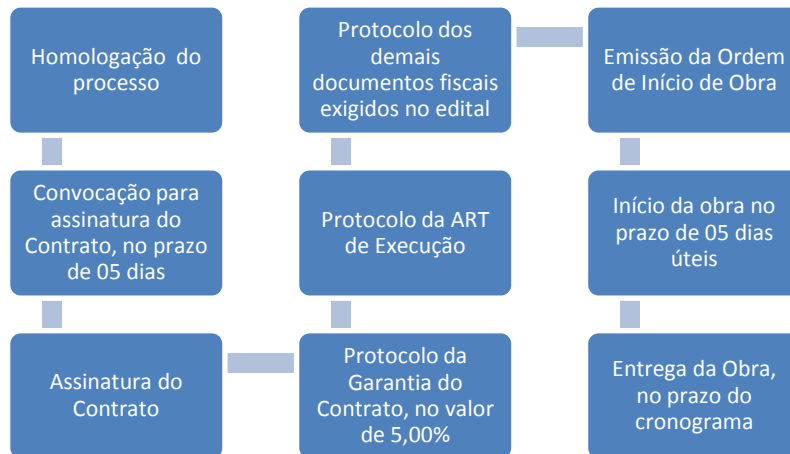 Homologação do
processo
Convocação para
assinatura do
Contrato, no prazo
de 05 dias
Assinatura do
Contrato
Protocolo da
Garantia do
Contrato, no valor
de 5,00%
Protocolo da ART
de Execução
Protocolo dos
demais
documentos fiscais
exigidos no edital
Emissão da Ordem
de Início de Obra
Início da obra no
prazo de 05 dias
úteis
Entrega da Obra,
no prazo do
cronograma